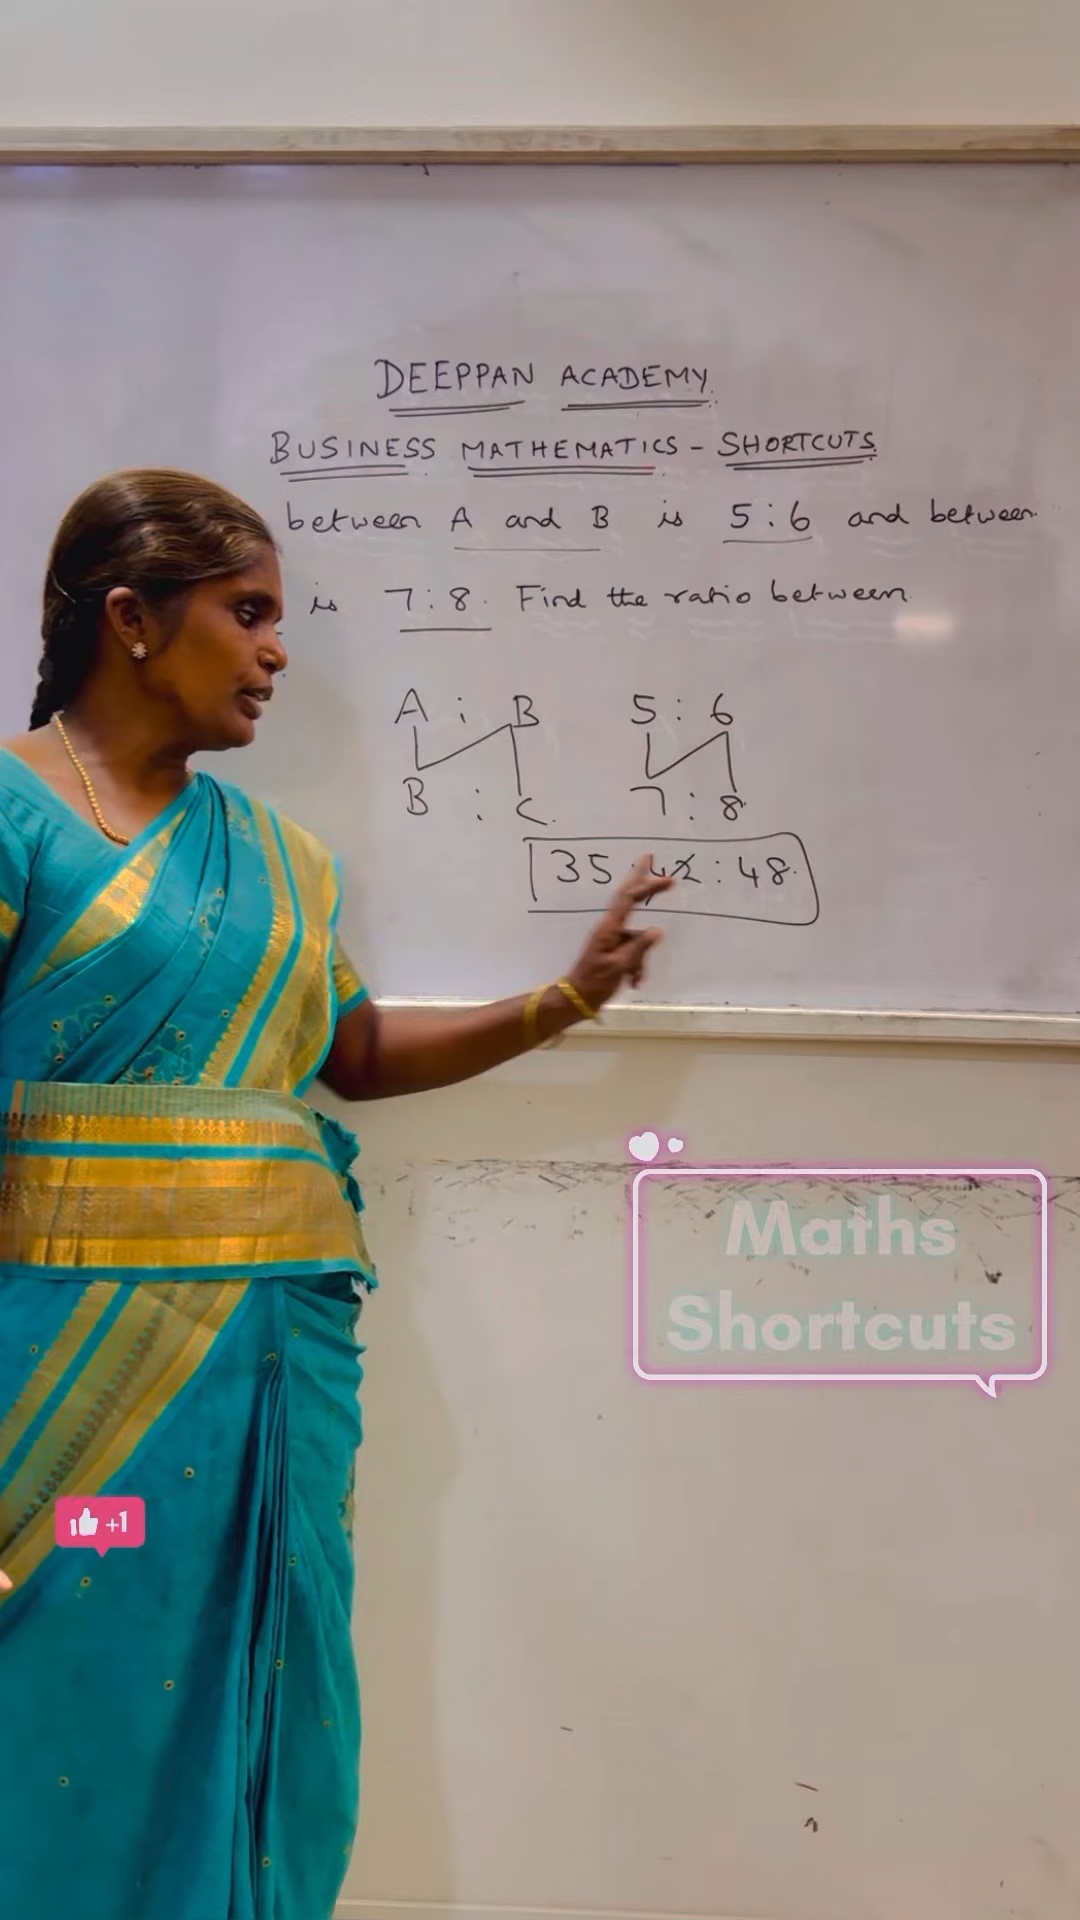 DEEPPAN ACADEMY
BUSINESS MATHEMATICS - SHORTCUTS
between A and B is 5:6 and between
is 7:8. Find the ratio between
A : B 5 : 6
B : C 7 : 8
35 : 42 : 48
Maths
Shortcuts
+1